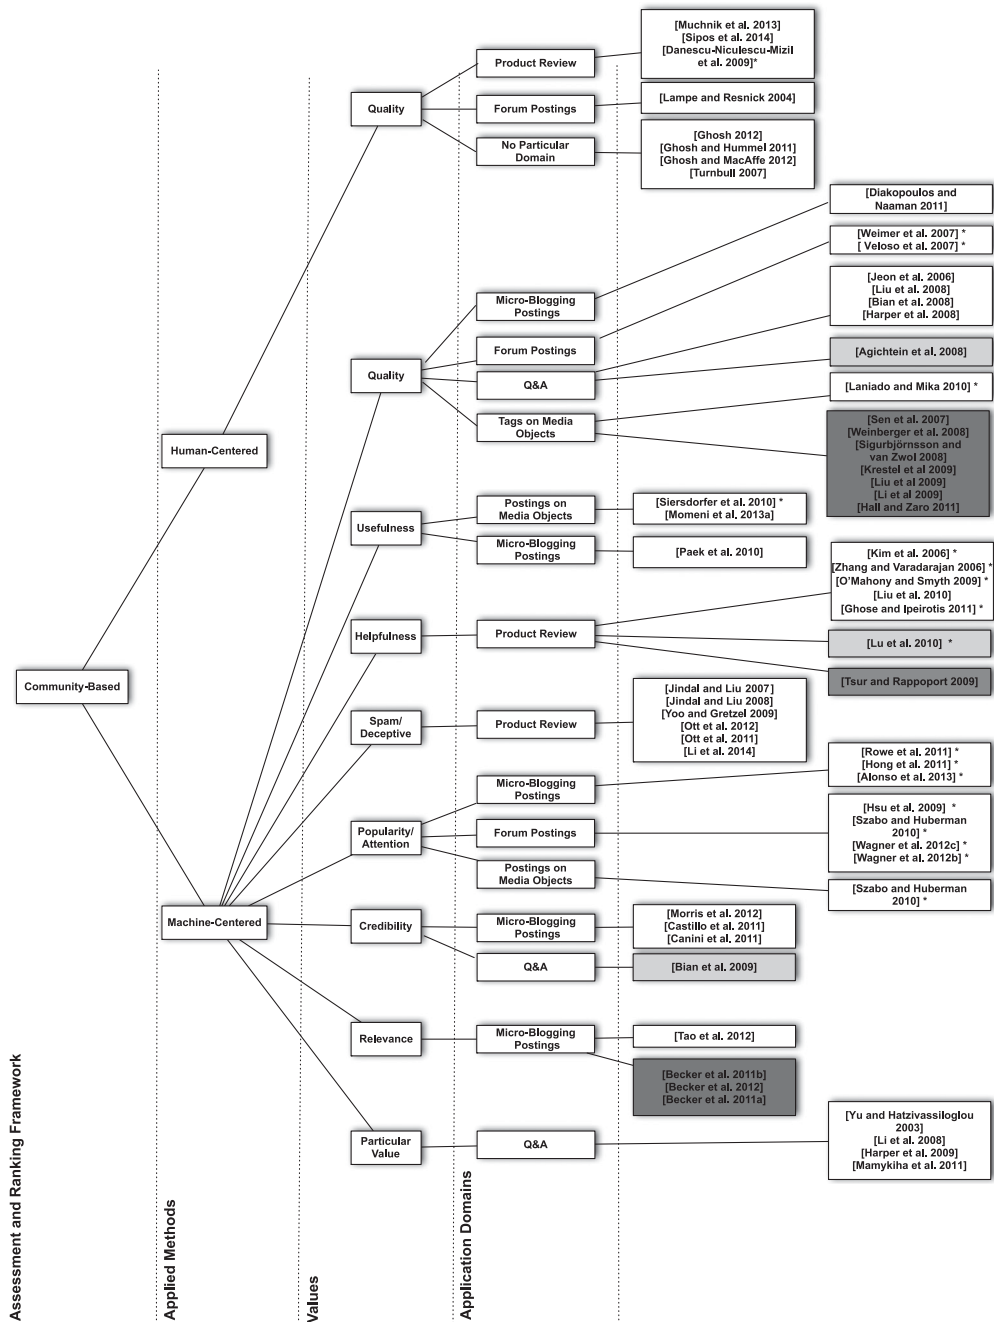 [Muchnik et al. 2013]
[Sipos et al. 2014]
[Danescu-Niculescu-Mizil
et al. 2009]*
Product Review
Quality
Forum Postings
[Lampe and Resnick 2004]
No Particular
Domain
[Ghosh 2012]
[Ghosh and Hummel 2011]
[Ghosh and MacAffe 2012]
[Turnbull 2007]
[Diakopoulos and
Naaman 2011]
[Weimer et al. 2007] *
[ Veloso et al. 2007] *
Micro-Blogging
Postings
[Jeon et al. 2006]
[Liu et al. 2008]
[Bian et al. 2008]
[Harper et al. 2008]
Forum Postings
[Agichtein et al. 2008]
Quality
Q&A
[Laniado and Mika 2010] *
Tags on Media
Objects
[Sen et al. 2007]
[Weinberger et al. 2008]
[Sigurbjörnsson and
van Zwol 2008]
[Krestel et al 2009]
[Liu et al 2009]
[Li et al 2009]
[Hall and Zaro 2011]
Human-Centered
Usefulness
Postings on
Media Objects
[Siersdorfer et al. 2010] *
[Momeni et al. 2013a]
Micro-Blogging
Postings
[Paek et al. 2010]
[Kim et al. 2006] *
[Zhang and Varadarajan 2006] *
[O'Mahony and Smyth 2009] *
[Liu et al. 2010]
[Ghose and Ipeirotis 2011] *
Helpfulness
Product Review
[Lu et al. 2010] *
[Tsur and Rappoport 2009]
Community-Based
Spam/
Deceptive
Product Review
[Jindal and Liu 2007]
[Jindal and Liu 2008]
[Yoo and Gretzel 2009]
[Ott et al. 2012]
[Ott et al. 2011]
[Li et al. 2014]
Micro-Blogging
Postings
[Rowe et al. 2011] *
[Hong et al. 2011] *
[Alonso et al. 2013] *
Popularity/
Attention
Forum Postings
[Hsu et al. 2009] *
[Szabo and Huberman
2010] *
[Wagner et al. 2012c] *
[Wagner et al. 2012b] *
Postings on
Media Objects
[Szabo and Huberman
2010] *
Machine-Centered
Credibility
Micro-Blogging
Postings
[Morris et al. 2012]
[Castillo et al. 2011]
[Canini et al. 2011]
Q&A
[Bian et al. 2009]
Relevance
Micro-Blogging
Postings
[Tao et al. 2012]
[Becker et al. 2011b]
[Becker et al. 2012]
[Becker et al. 2011a]
Particular
Value
Q&A
[Yu and Hatzivassiloglou
2003]
[Li et al. 2008]
[Harper et al. 2009]
[Mamykiha et al. 2011]
Assessment and Ranking Framework
Applied Methods
Values
Application Domains